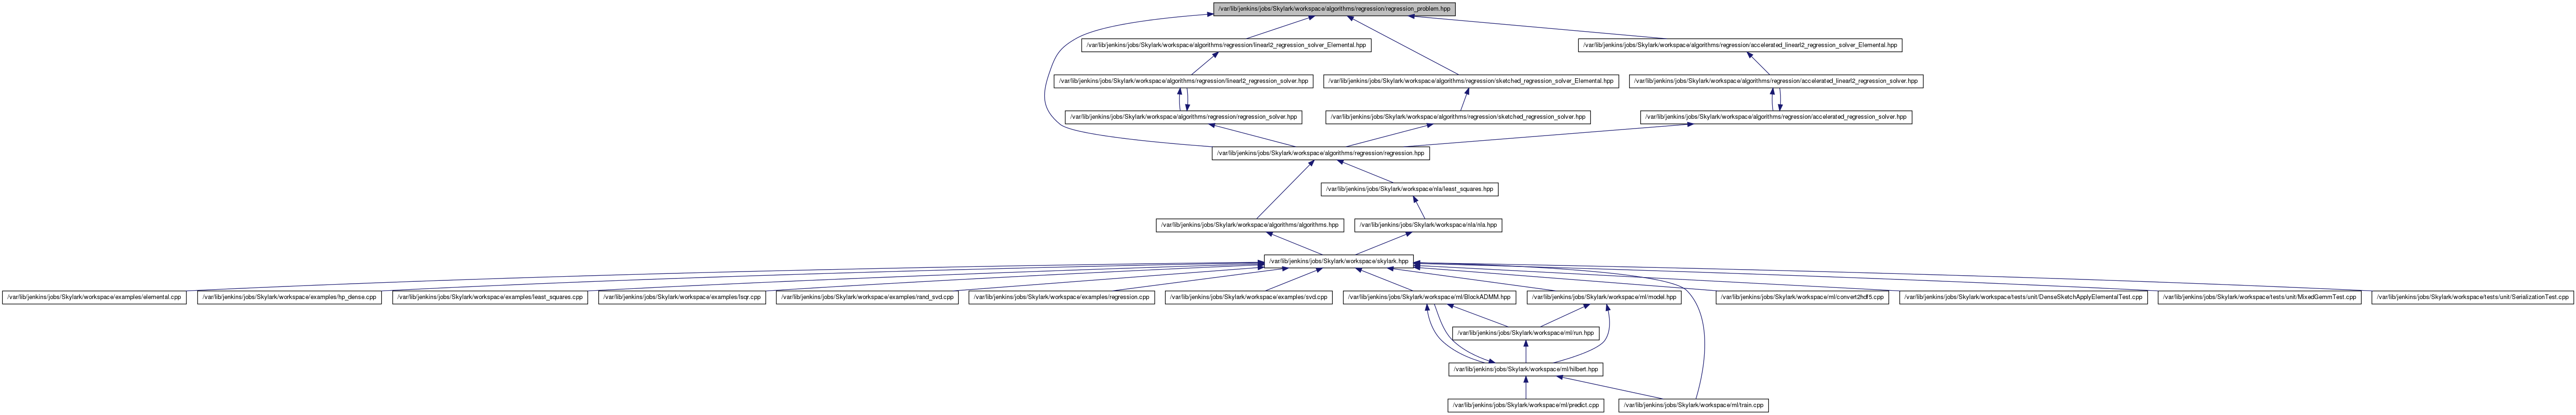 /var/lib/jenkins/jobs/Skylark/workspace/algorithms/regression/regression_problem.hpp
/var/lib/jenkins/jobs/Skylark/workspace/algorithms/regression/linearl2_regression_solver_Elemental.hpp
/var/lib/jenkins/jobs/Skylark/workspace/algorithms/regression/accelerated_linearl2_regression_solver_Elemental.hpp
/var/lib/jenkins/jobs/Skylark/workspace/algorithms/regression/linearl2_regression_solver.hpp
/var/lib/jenkins/jobs/Skylark/workspace/algorithms/regression/sketched_regression_solver_Elemental.hpp
/var/lib/jenkins/jobs/Skylark/workspace/algorithms/regression/accelerated_linearl2_regression_solver.hpp
/var/lib/jenkins/jobs/Skylark/workspace/algorithms/regression/regression_solver.hpp
/var/lib/jenkins/jobs/Skylark/workspace/algorithms/regression/sketched_regression_solver.hpp
/var/lib/jenkins/jobs/Skylark/workspace/algorithms/regression/accelerated_regression_solver.hpp
/var/lib/jenkins/jobs/Skylark/workspace/algorithms/regression/regression.hpp
/var/lib/jenkins/jobs/Skylark/workspace/nla/least_squares.hpp
/var/lib/jenkins/jobs/Skylark/workspace/algorithms/algorithms.hpp
/var/lib/jenkins/jobs/Skylark/workspace/nla/nla.hpp
/var/lib/jenkins/jobs/Skylark/workspace/skylark.hpp
/var/lib/jenkins/jobs/Skylark/workspace/examples/elemental.cpp
/var/lib/jenkins/jobs/Skylark/workspace/examples/hp_dense.cpp
/var/lib/jenkins/jobs/Skylark/workspace/examples/least_squares.cpp
/var/lib/jenkins/jobs/Skylark/workspace/examples/lsqr.cpp
/var/lib/jenkins/jobs/Skylark/workspace/examples/rand_svd.cpp
/var/lib/jenkins/jobs/Skylark/workspace/examples/regression.cpp
/var/lib/jenkins/jobs/Skylark/workspace/examples/svd.cpp
/var/lib/jenkins/jobs/Skylark/workspace/ml/BlockADMM.hpp
/var/lib/jenkins/jobs/Skylark/workspace/ml/model.hpp
/var/lib/jenkins/jobs/Skylark/workspace/ml/convert2hdf5.cpp
/var/lib/jenkins/jobs/Skylark/workspace/tests/unit/DenseSketchApplyElementalTest.cpp
/var/lib/jenkins/jobs/Skylark/workspace/tests/unit/MixedGemmTest.cpp
/var/lib/jenkins/jobs/Skylark/workspace/tests/unit/SerializationTest.cpp
/var/lib/jenkins/jobs/Skylark/workspace/ml/run.hpp
/var/lib/jenkins/jobs/Skylark/workspace/ml/hilbert.hpp
/var/lib/jenkins/jobs/Skylark/workspace/ml/predict.cpp
/var/lib/jenkins/jobs/Skylark/workspace/ml/train.cpp